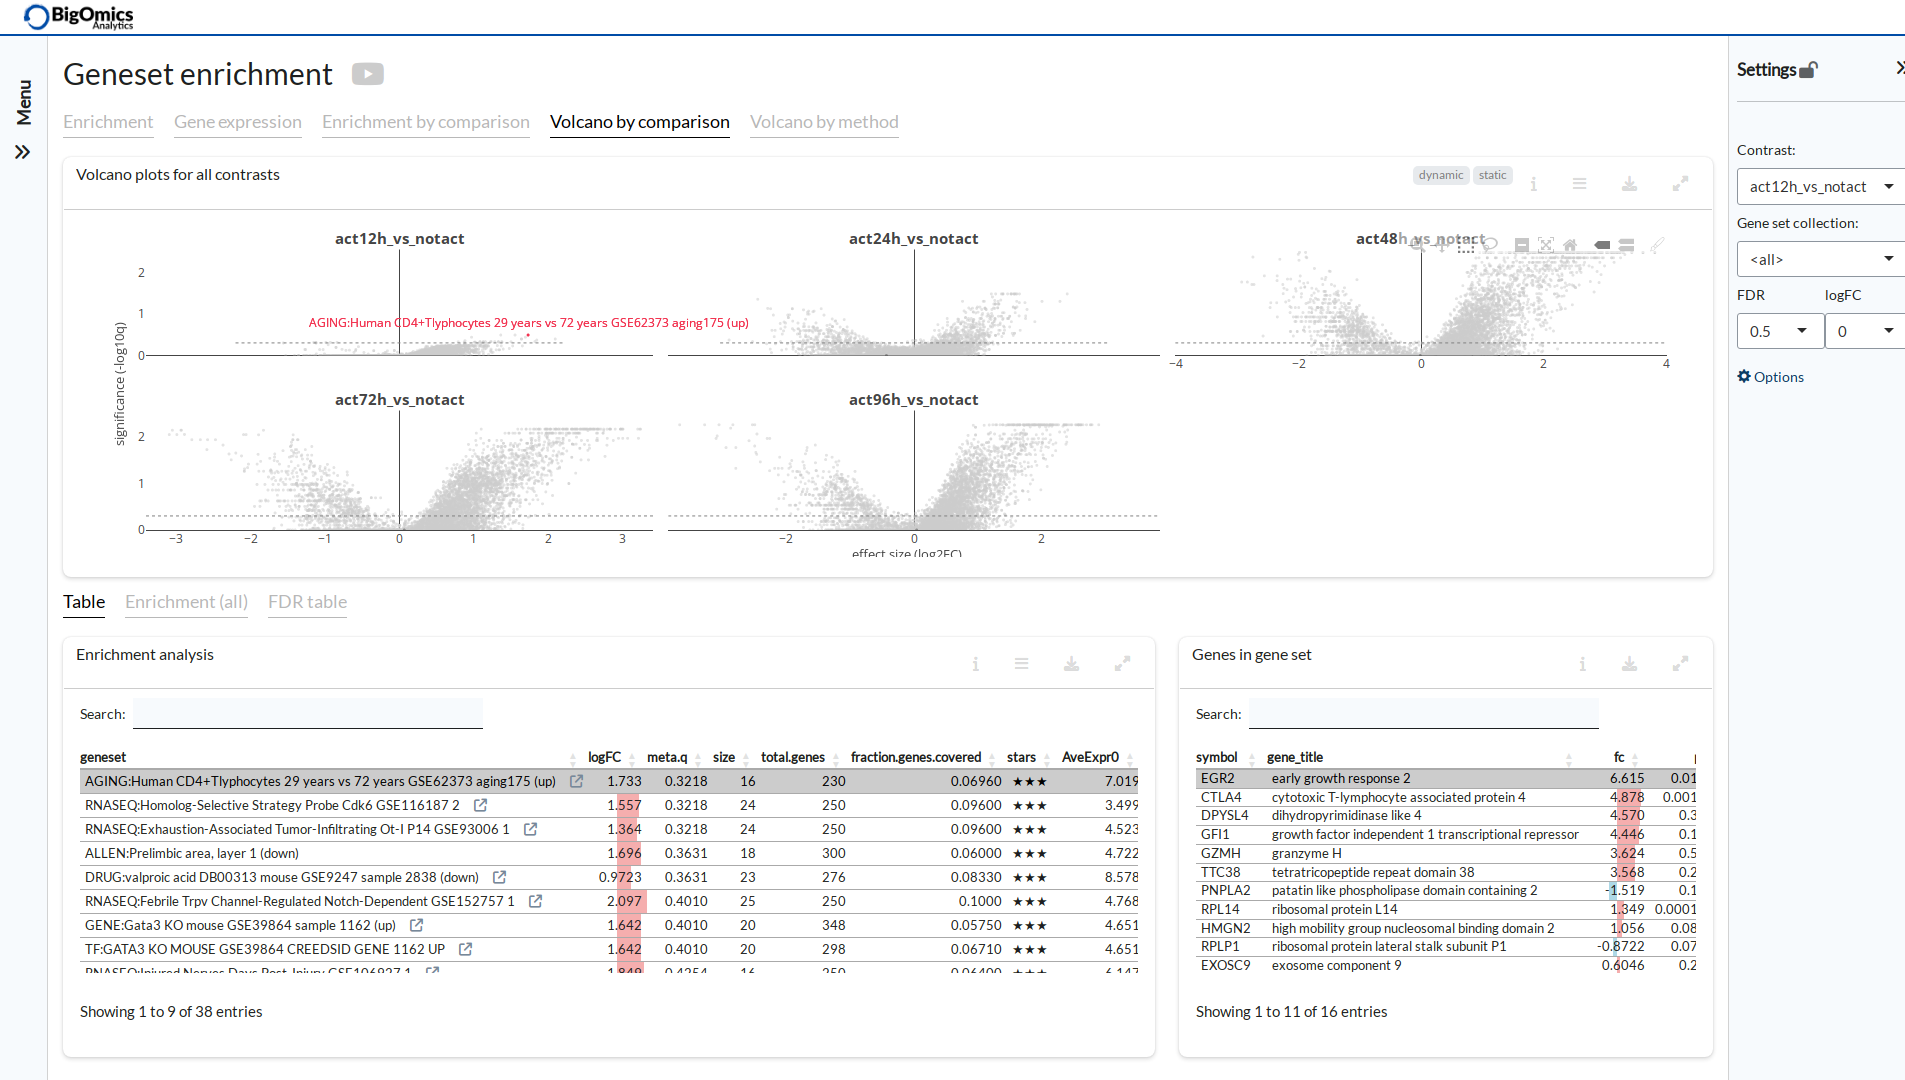 BigOmics
Analytics
Menu
Geneset enrichment
Enrichment Gene expression Enrichment by comparison Volcano by comparison Volcano by method
Settings
Contrast:
act12h_vs_notact
Gene set collection:
<all>
FDR logFC
0.5 0
Options
Volcano plots for all contrasts
dynamic static
act12h_vs_notact act24h_vs_notact act48h_vs_notact
2
1
0
AGING:Human CD4+Tlyphocytes 29 years vs 72 years GSE62373 aging175 (up)
−4 −2 0 2 4
significance (-log10q)
act72h_vs_notact act96h_vs_notact
2
1
0
−3 −2 −1 0 1 2 3
−2 0 2
effect size (log2FC)
Table Enrichment (all) FDR table
Enrichment analysis
Search:
geneset logFC meta.q size total.genes fraction.genes.covered stars AveExpr0
AGING:Human CD4+Tlyphocytes 29 years vs 72 years GSE62373 aging175 (up) 1.733 0.3218 16 230 0.06960 ★★★ 7.019
RNASEQ:Homolog-Selective Strategy Probe Cdk6 GSE116187 2 1.557 0.3218 24 250 0.09600 ★★★ 3.499
RNASEQ:Exhaustion-Associated Tumor-Infiltrating Ot-I P14 GSE93006 1 1.364 0.3218 24 250 0.09600 ★★★ 4.523
ALLEN:Prelimbic area, layer 1 (down) 1.696 0.3631 18 300 0.06000 ★★★ 4.722
DRUG:valproic acid DB00313 mouse GSE9247 sample 2838 (down) 0.9723 0.3631 23 276 0.08330 ★★★ 8.578
RNASEQ:Febrile Trpv Channel-Regulated Notch-Dependent GSE152757 1 2.097 0.4010 25 250 0.1000 ★★★ 4.768
GENE:Gata3 KO mouse GSE39864 sample 1162 (up) 1.642 0.4010 20 348 0.05750 ★★★ 4.651
TF:GATA3 KO MOUSE GSE39864 CREEDSID GENE 1162 UP 1.642 0.4010 20 298 0.06710 ★★★ 4.651
RNASEQ:Injured Nerves Days Post-Injury GSE106927 1 1.849 0.4254 16 250 0.06400 ★★★ 6.147
Showing 1 to 9 of 38 entries
Genes in gene set
Search:
symbol gene_title fc
EGR2 early growth response 2 6.615 0.01
CTLA4 cytotoxic T-lymphocyte associated protein 4 4.878 0.001
DPYSL4 dihydropyrimidinase like 4 4.570 0.3
GFI1 growth factor independent 1 transcriptional repressor 4.446 0.1
GZMH granzyme H 3.624 0.5
TTC38 tetratricopeptide repeat domain 38 3.568 0.2
PNPLA2 patatin like phospholipase domain containing 2 -1.519 0.1
RPL14 ribosomal protein L14 1.349 0.0001
HMGN2 high mobility group nucleosomal binding domain 2 1.056 0.08
RPLP1 ribosomal protein lateral stalk subunit P1 -0.8722 0.07
EXOSC9 exosome component 9 0.6046 0.2
Showing 1 to 11 of 16 entries